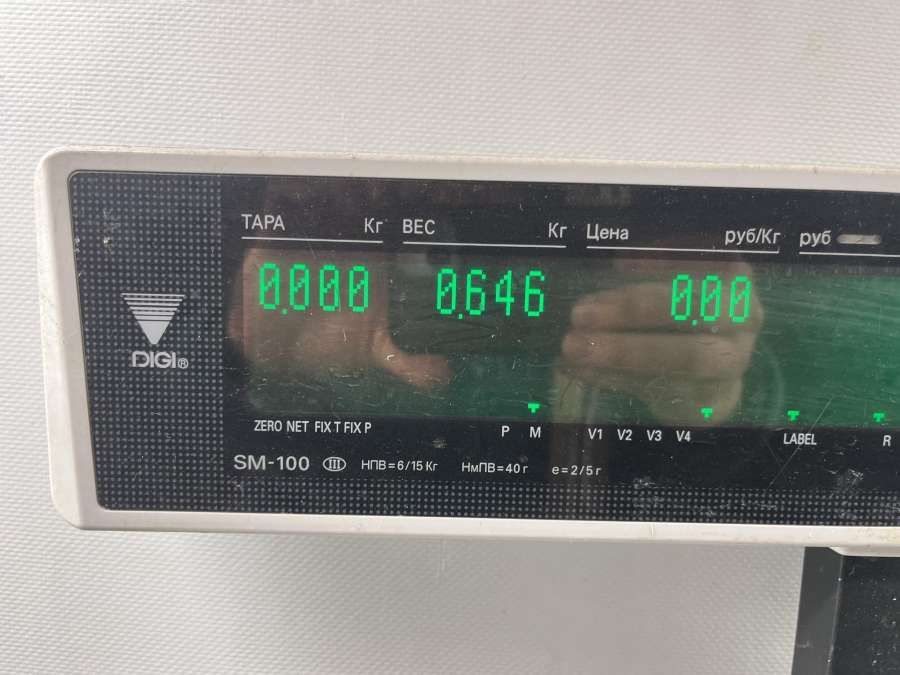 ТАРА Кг ВЕС Кг Цена руб/Кг руб
0.000 0.646 0.00
DIGI®
ZERO NET FIX T FIX P P M V1 V2 V3 V4 LABEL R
SM-100 III НПВ=6/15 Кг НмПВ=40 г e=2/5 г